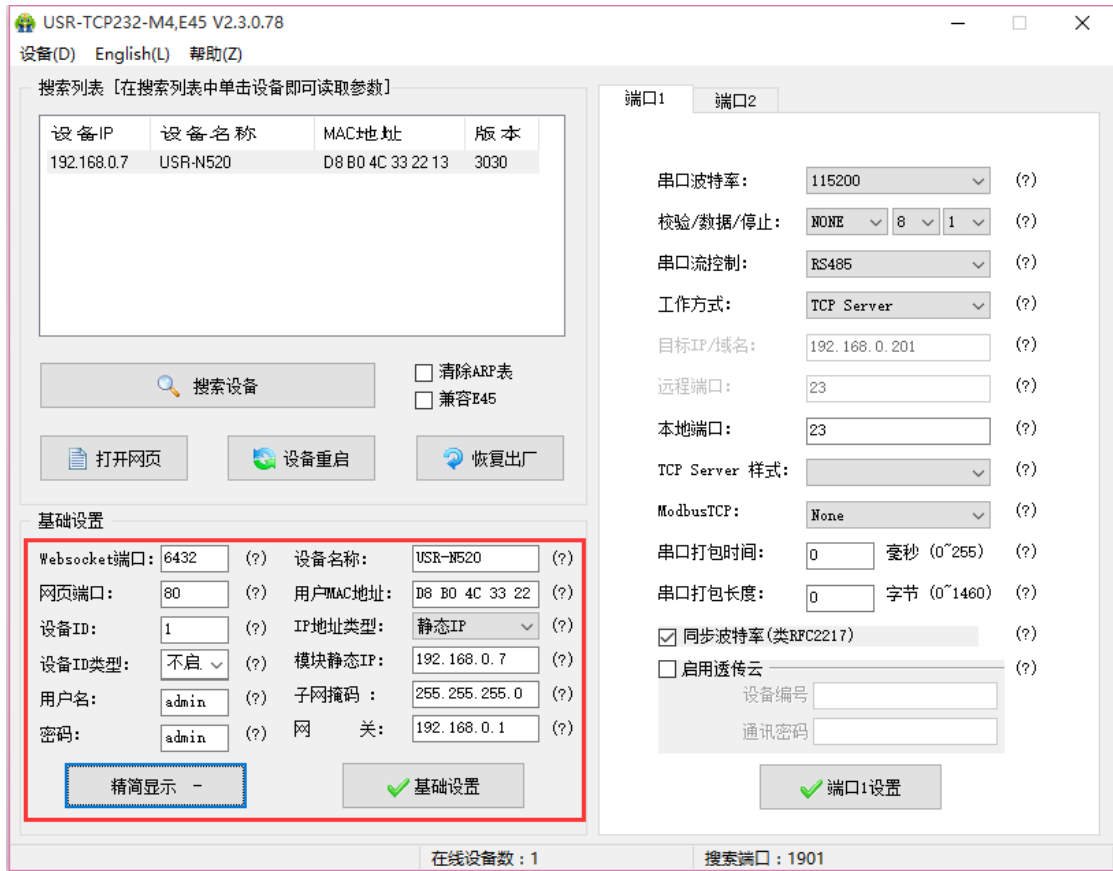 USR-TCP232-M4,E45 V2.3.0.78
设备(D) English(L) 帮助(Z)
搜索列表 [在搜索列表中单击设备即可读取参数]
设备IP 设备名称 MAC地址 版本
192.168.0.7 USR-N520 D8 B0 4C 33 22 13 3030
搜索设备
清除ARP表
兼容E45
打开网页 设备重启 恢复出厂
基础设置
Websocket端口: 6432 (?) 设备名称: USR-N520 (?)
网页端口: 80 (?) 用户MAC地址: D8 B0 4C 33 22 (?)
设备ID: 1 (?) IP地址类型: 静态IP (?)
设备ID类型: 不启 (?) 模块静态IP: 192.168.0.7 (?)
用户名: admin (?) 子网掩码 : 255.255.255.0 (?)
密码: admin (?) 网 关: 192.168.0.1 (?)
精简显示 - 基础设置
端口1 端口2
串口波特率: 115200 (?)
校验/数据/停止: NONE 8 1 (?)
串口流控制: RS485 (?)
工作方式: TCP Server (?)
目标IP/域名: 192.168.0.201 (?)
远程端口: 23 (?)
本地端口: 23 (?)
TCP Server 样式: (?)
ModbusTCP: None (?)
串口打包时间: 0 毫秒 (0~255) (?)
串口打包长度: 0 字节 (0~1460) (?)
同步波特率(类RFC2217) (?)
启用透传云 (?)
设备编号
通讯密码
端口1设置
在线设备数:1 搜索端口:1901